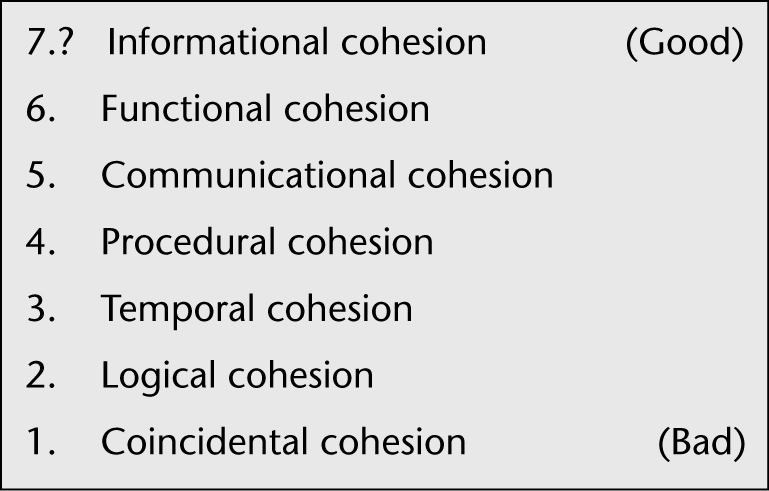 7.? Informational cohesion (Good)
6. Functional cohesion
5. Communicational cohesion
4. Procedural cohesion
3. Temporal cohesion
2. Logical cohesion
1. Coincidental cohesion (Bad)